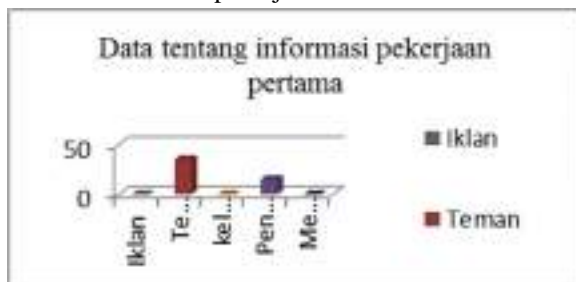 Data tentang informasi pekerjaan
pertama
50
0
Iklan
Te...
kel...
Pen...
Me...
Iklan
Teman